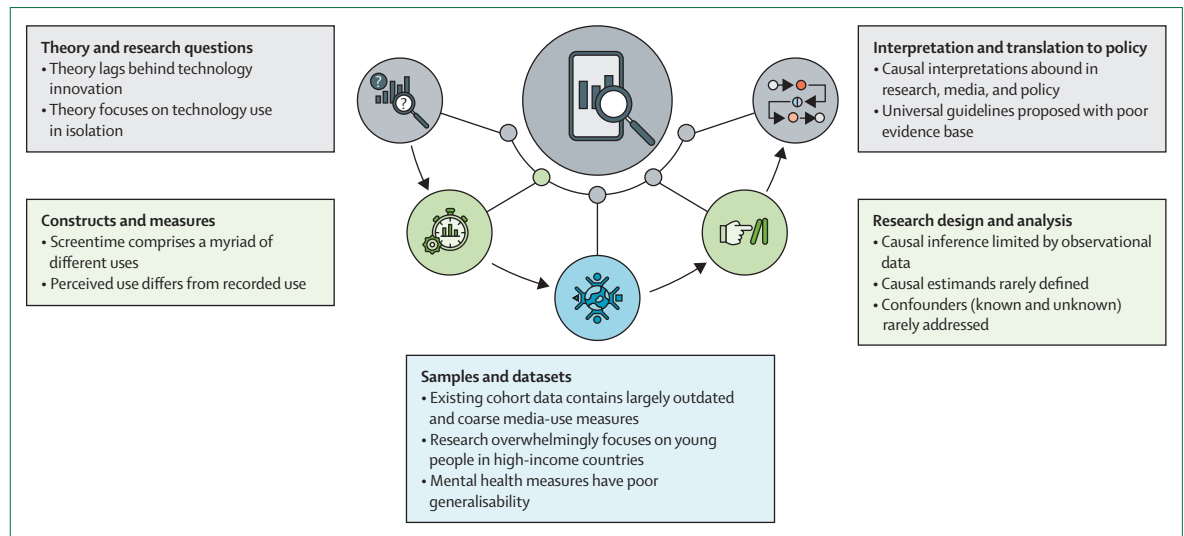 Theory and research questions
• Theory lags behind technology
innovation
• Theory focuses on technology use
in isolation
? ?
Interpretation and translation to policy
• Causal interpretations abound in
research, media, and policy
• Universal guidelines proposed with poor
evidence base
Constructs and measures
• Screentime comprises a myriad of
different uses
• Perceived use differs from recorded use
Research design and analysis
• Causal inference limited by observational
data
• Causal estimands rarely defined
• Confounders (known and unknown)
rarely addressed
Samples and datasets
• Existing cohort data contains largely outdated
and coarse media-use measures
• Research overwhelmingly focuses on young
people in high-income countries
• Mental health measures have poor
generalisability